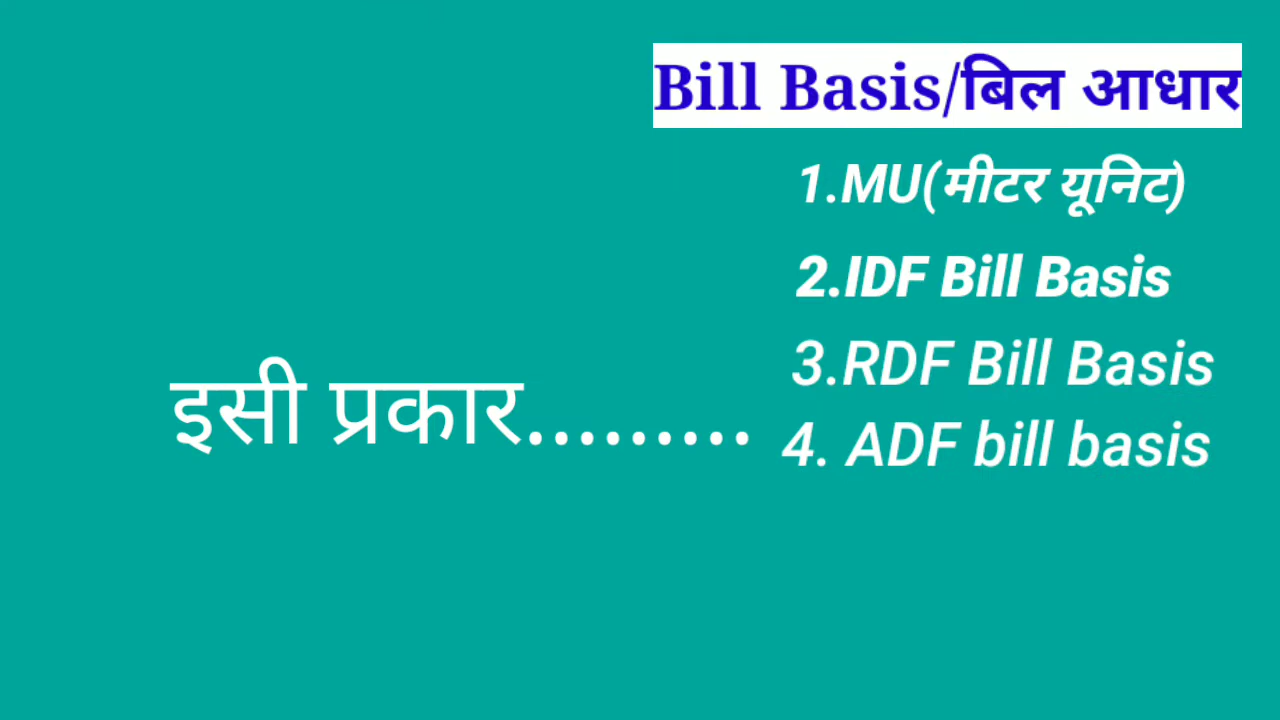 Bill Basis/बिल आधार
1.MU(मीटर यूनिट)
2.IDF Bill Basis
3.RDF Bill Basis
इसी प्रकार.........
4. ADF bill basis